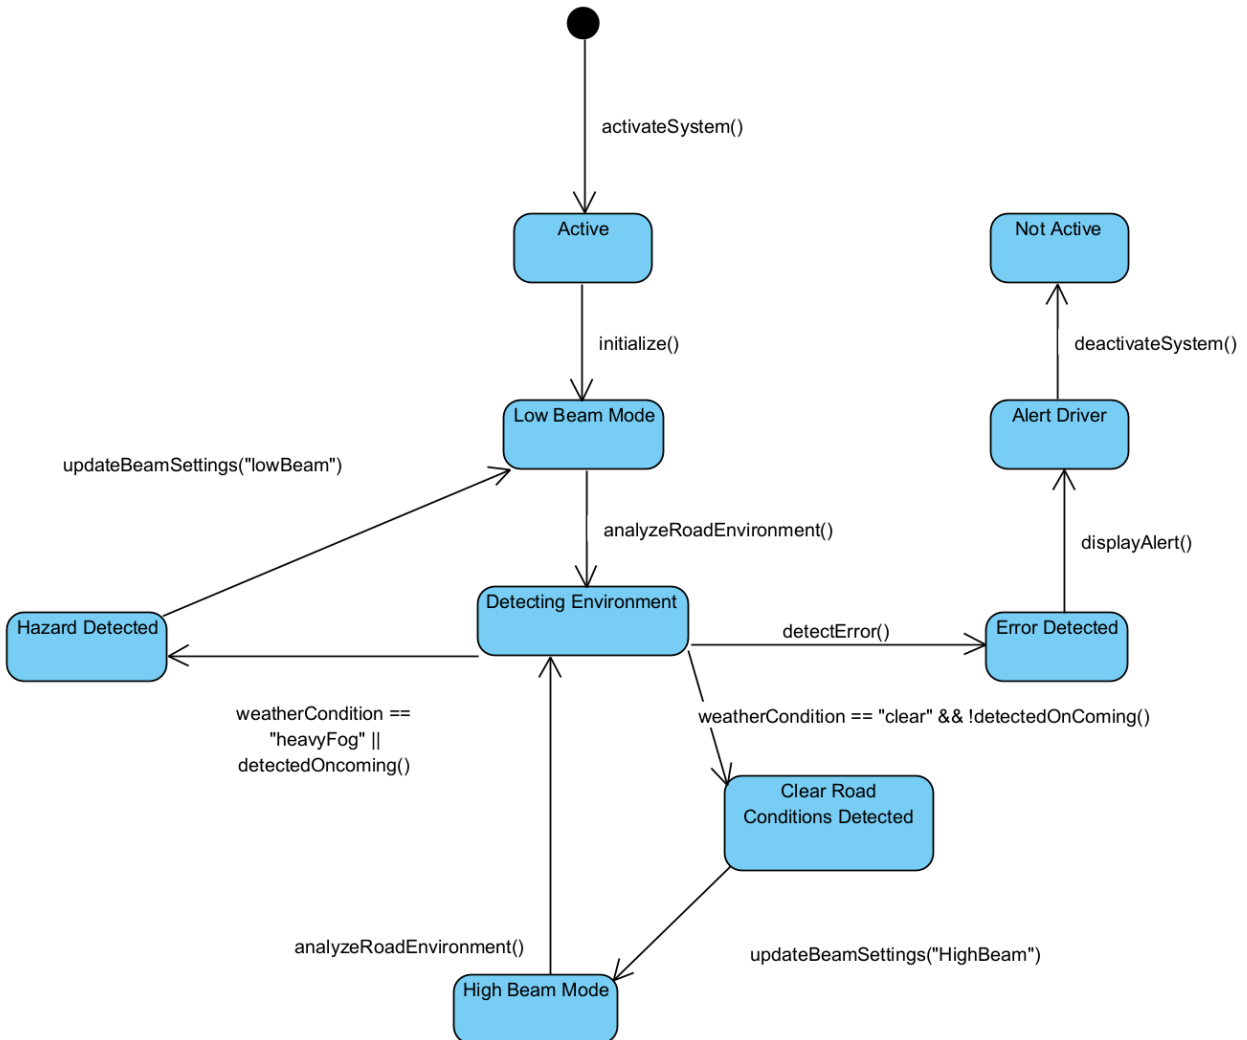 activateSystem()
Active
Not Active
initialize()
deactivateSystem()
Low Beam Mode
Alert Driver
updateBeamSettings("lowBeam")
analyzeRoadEnvironment()
displayAlert()
Detecting Environment
Hazard Detected
detectError()
Error Detected
weatherCondition ==
"heavyFog" ||
detectedOncoming()
weatherCondition == "clear" && !detectedOnComing()
Clear Road
Conditions Detected
analyzeRoadEnvironment()
updateBeamSettings("HighBeam")
High Beam Mode